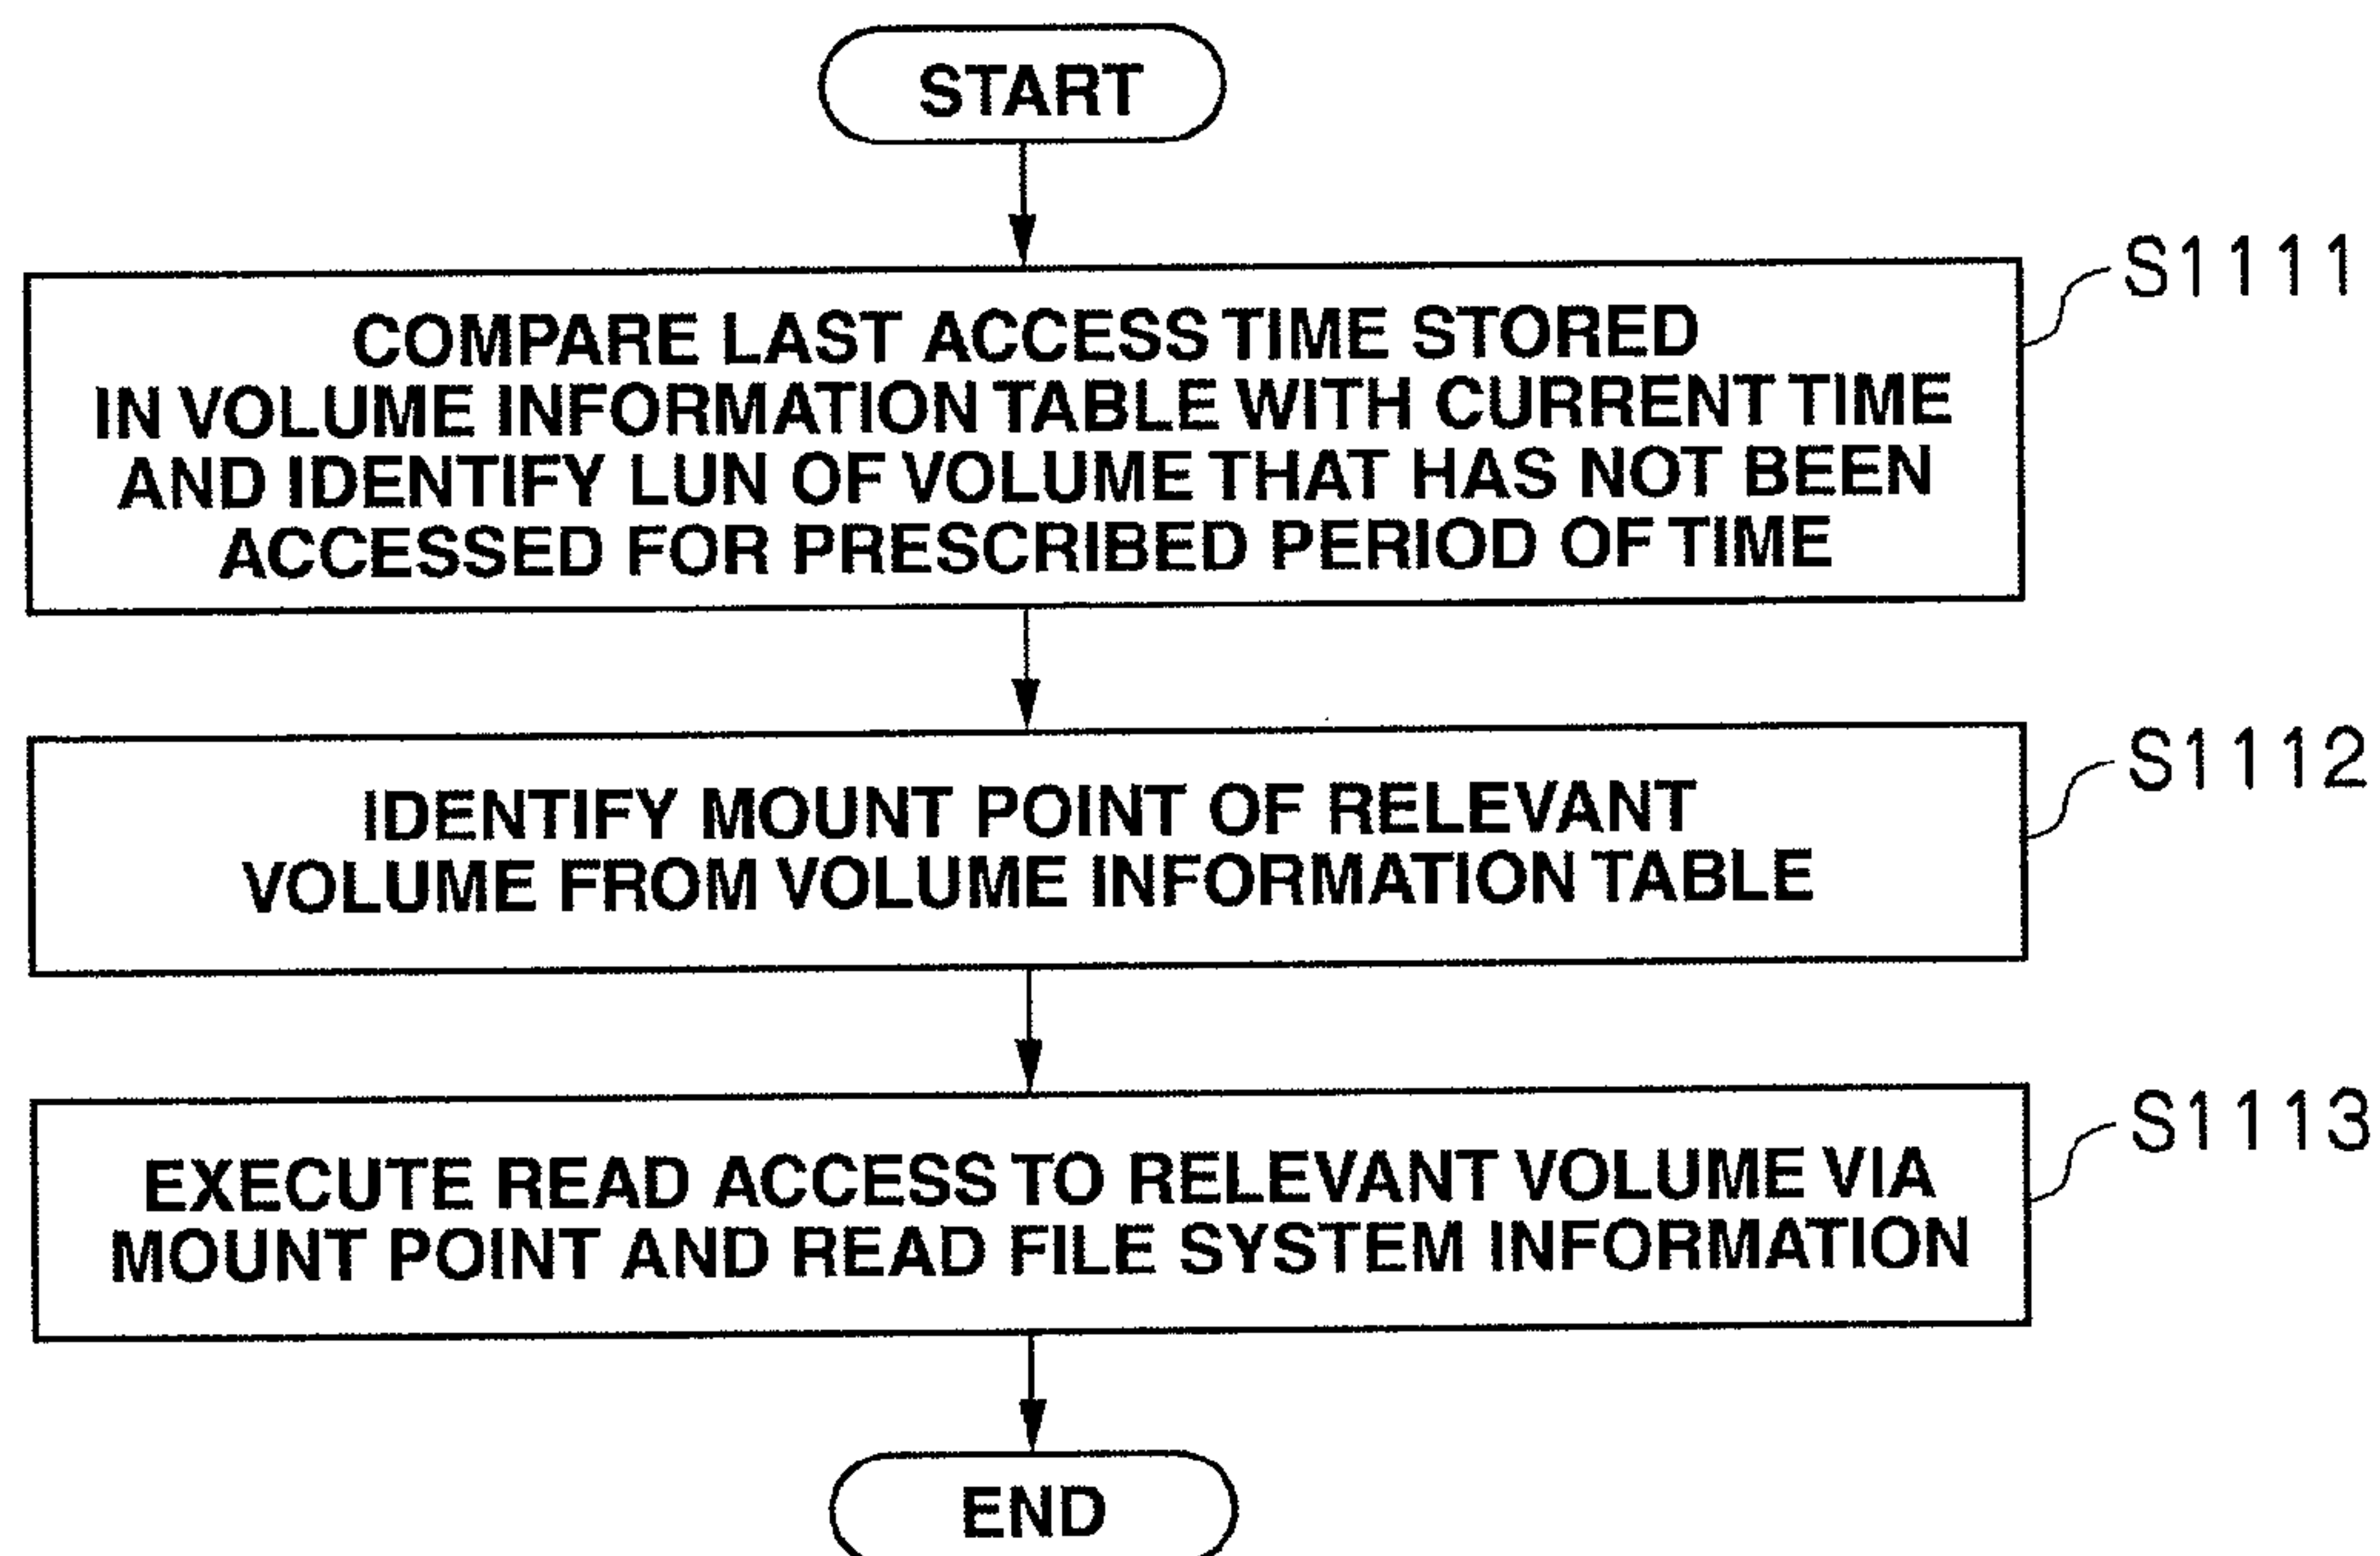 START
S1111
COMPARE LAST ACCESS TIME STORED
IN VOLUME INFORMATION TABLE WITH CURRENT TIME
AND IDENTIFY LUN OF VOLUME THAT HAS NOT BEEN
ACCESSED FOR PRESCRIBED PERIOD OF TIME
S1112
IDENTIFY MOUNT POINT OF RELEVANT
VOLUME FROM VOLUME INFORMATION TABLE
S1113
EXECUTE READ ACCESS TO RELEVANT VOLUME VIA
MOUNT POINT AND READ FILE SYSTEM INFORMATION
END